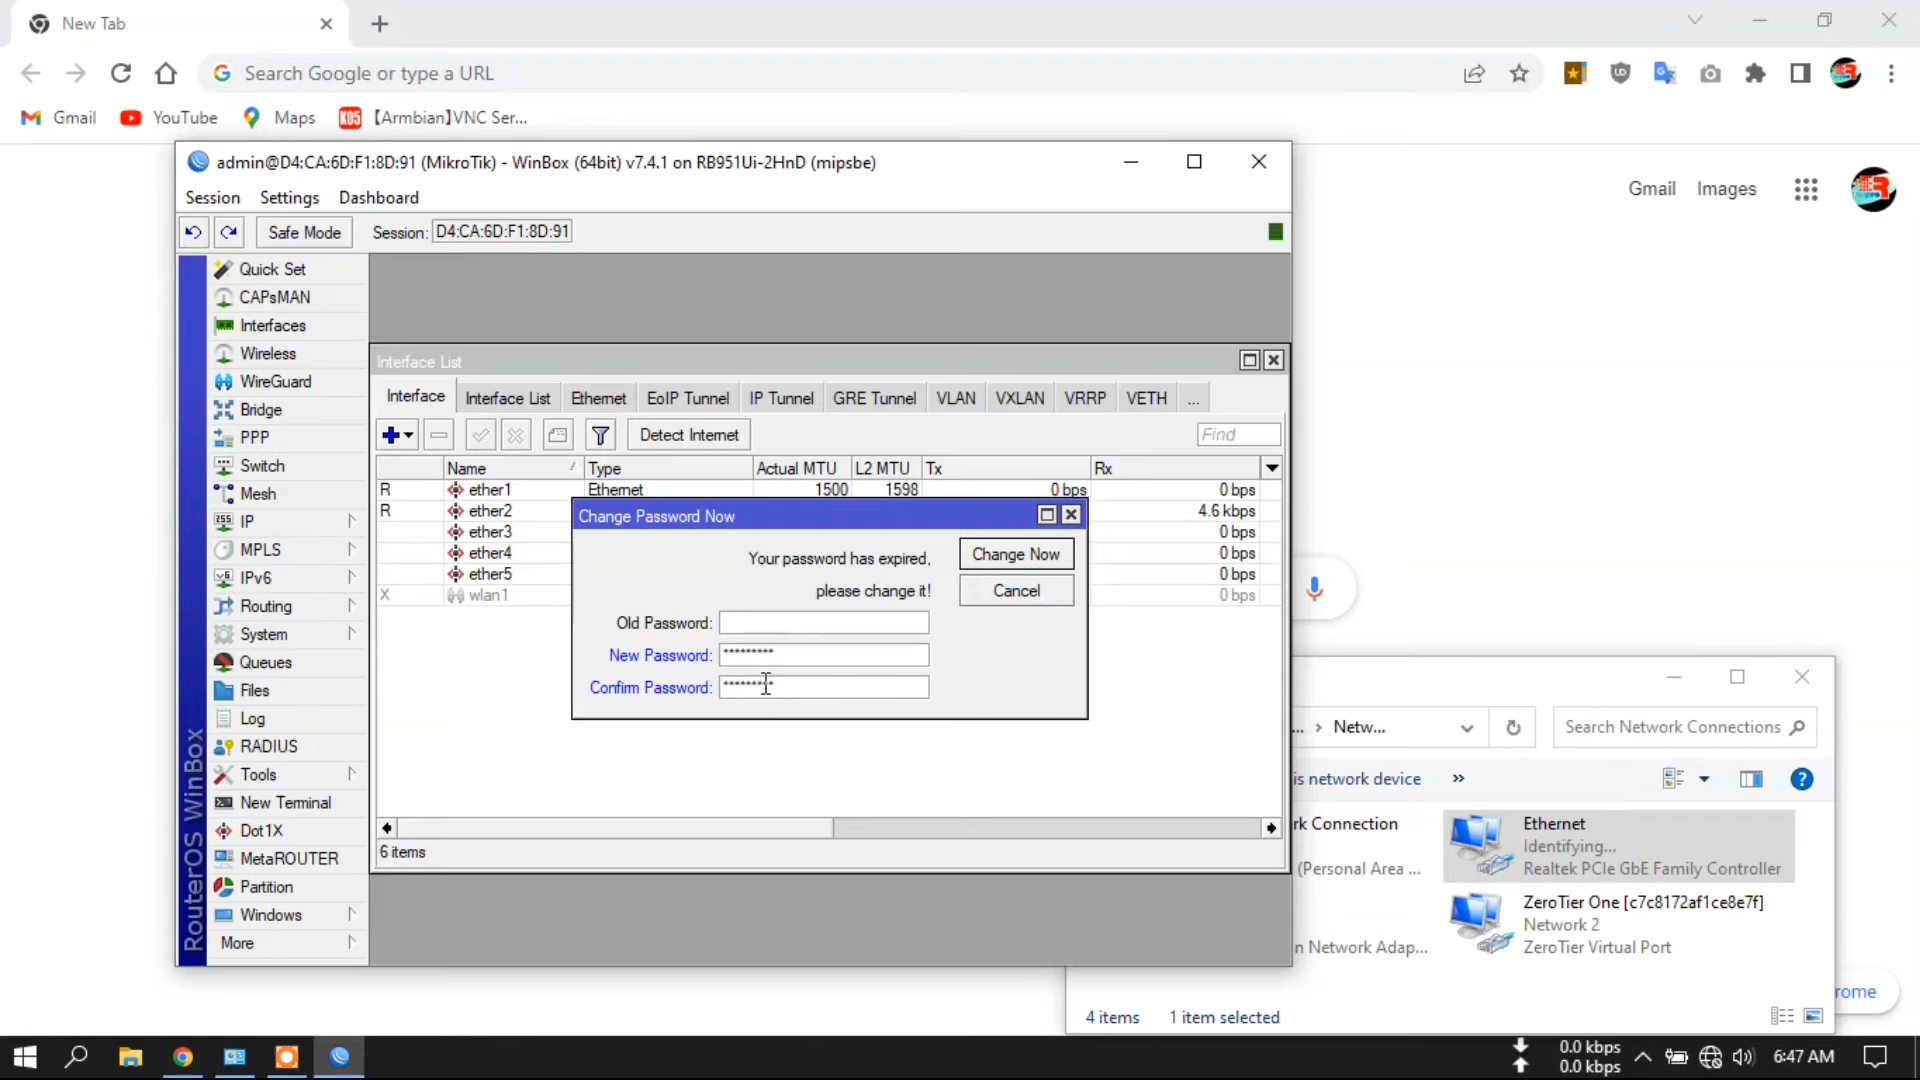 New Tab
Search Google or type a URL
Gmail YouTube Maps K05 【Armbian】VNC Ser...
Gmail Images
admin@D4:CA:6D:F1:8D:91 (MikroTik) - WinBox (64bit) v7.4.1 on RB951Ui-2HnD (mipsbe)
Session Settings Dashboard
Safe Mode Session: D4:CA:6D:F1:8D:91
Quick Set
CAPsMAN
Interfaces
Wireless
WireGuard
Bridge
PPP
Switch
Mesh
255 IP
MPLS
v6 IPv6
Routing
System
Queues
Files
Log
RADIUS
Tools
New Terminal
Dot1X
MetaROUTER
Partition
Windows
More
RouterOS WinBox
Interface List
Interface Interface List Ethernet EoIP Tunnel IP Tunnel GRE Tunnel VLAN VXLAN VRRP VETH ...
Detect Internet Find
Name Type Actual MTU L2 MTU Tx Rx
R ether1 Ethernet 1500 1598 0 bps 0 bps
R ether2 4.6 kbps
ether3 0 bps
ether4 0 bps
ether5 0 bps
X wlan1 0 bps
6 items
Change Password Now
Your password has expired,
please change it!
Change Now
Cancel
Old Password:
New Password: *********
Confirm Password: *********
... › Netw... Search Network Connections
is network device »
rk Connection
(Personal Area ...
n Network Adap...
Ethernet
Identifying...
Realtek PCIe GbE Family Controller
ZeroTier One [c7c8172af1ce8e7f]
Network 2
ZeroTier Virtual Port
4 items 1 item selected
rome
0.0 kbps
0.0 kbps
6:47 AM